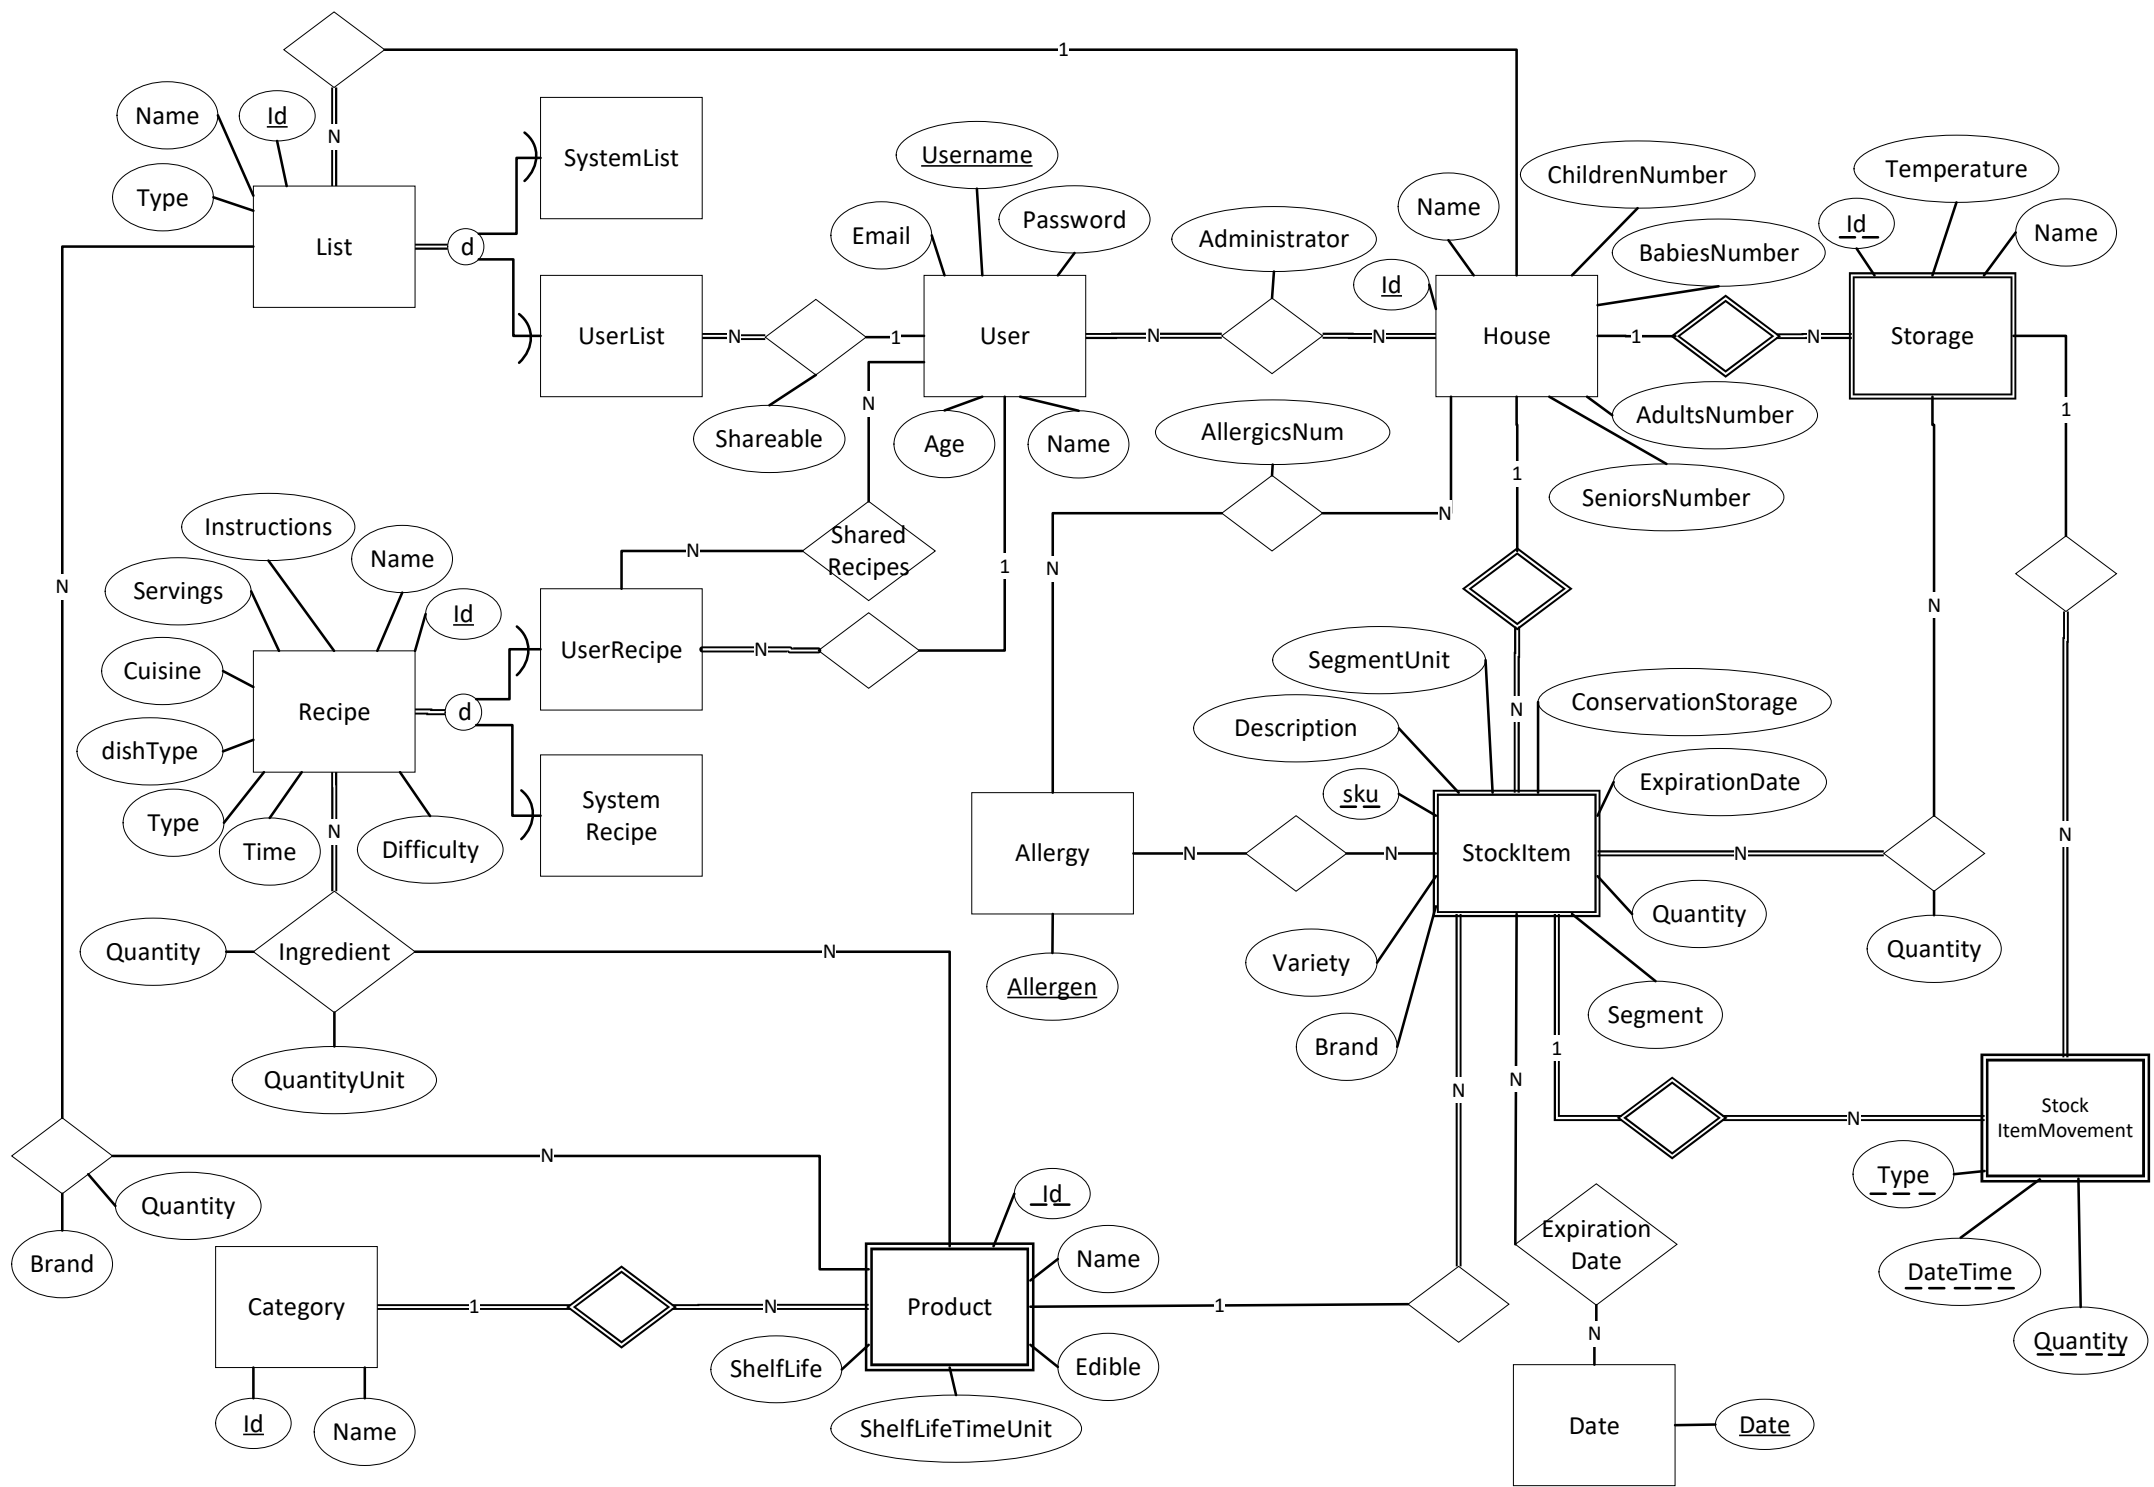 1
Name
Id
N
SystemList
Type
Username
ChildrenNumber
Temperature
Name
Id
Password
Email
Administrator
Name
List
d
BabiesNumber
Id
UserList
N
1
User
N
N
House
1
N
Storage
N
Shareable
Age
Name
AllergicsNum
AdultsNumber
1
1
SeniorsNumber
N
Instructions
Name
Shared
Recipes
N
1
N
N
Servings
Id
N
Cuisine
UserRecipe
N
SegmentUnit
ConservationStorage
Recipe
d
N
Description
dishType
ExpirationDate
sku
System
Recipe
Type
Time
Difficulty
N
Allergy
N
N
StockItem
N
N
Quantity
Quantity
Ingredient
N
Variety
Quantity
Allergen
Segment
Brand
1
QuantityUnit
N
N
N
Stock
ItemMovement
N
Type
Quantity
Id
Expiration
Date
Brand
Name
DateTime
Category
1
N
Product
1
Quantity
N
ShelfLife
Edible
Id
Name
ShelfLifeTimeUnit
Date
Date